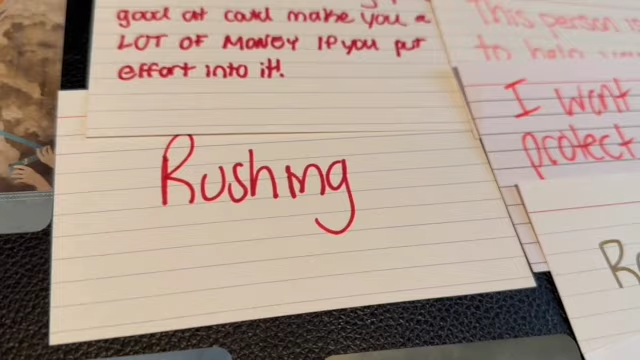 good at could make you a
LOT OF MONEY IF you put
effort into it!
Rushing
This person
to
I want
protect